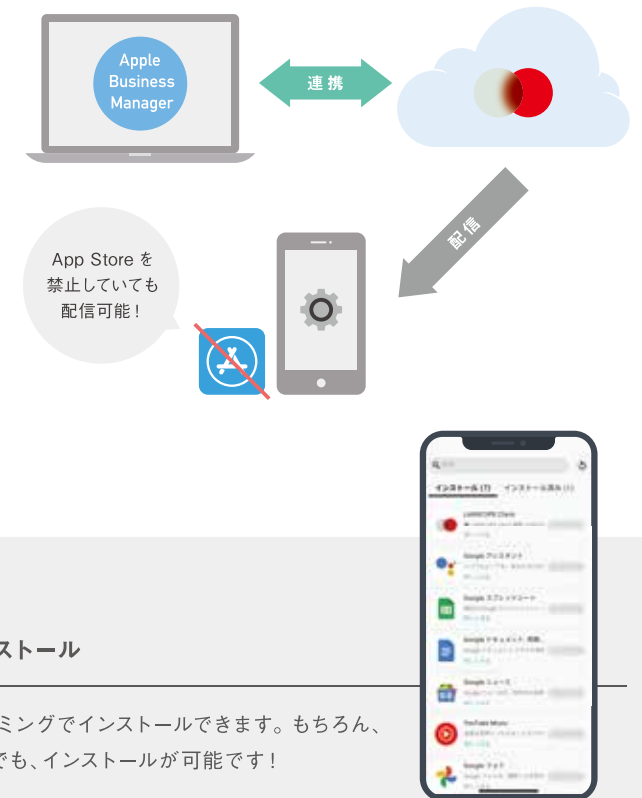 Apple
Business
Manager
連携
配信
App Store を
禁止していても
配信可能！
インストール (7) インストール済み (1)
LANSCOPE Client
Google アシスタント
Google スプレッドシート
Google ドキュメント
Google ニュース
YouTube Music
Google フォト
ストール
ミングでインストールできます。もちろん、
でも、インストールが可能です！